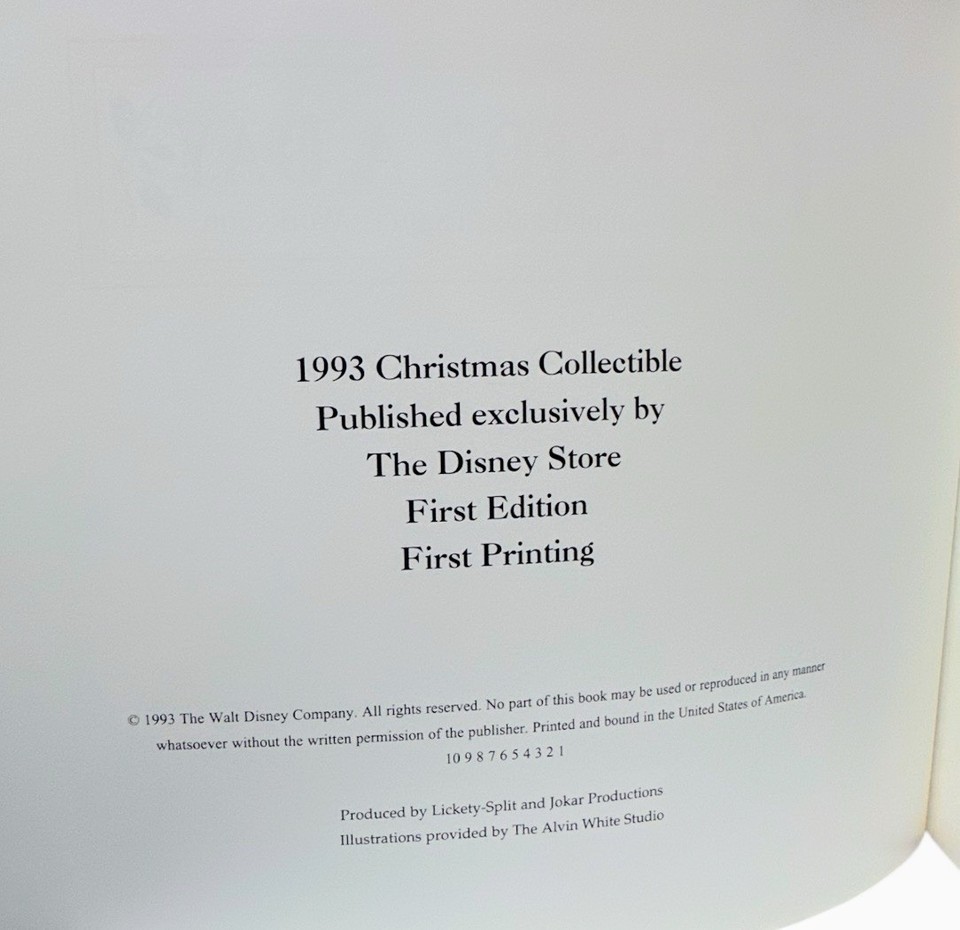 1993 Christmas Collectible
Published exclusively by
The Disney Store
First Edition
First Printing
© 1993 The Walt Disney Company. All rights reserved. No part of this book may be used or reproduced in any manner
whatsoever without the written permission of the publisher. Printed and bound in the United States of America.
10 9 8 7 6 5 4 3 2 1
Produced by Lickety-Split and Jokar Productions
Illustrations provided by The Alvin White Studio